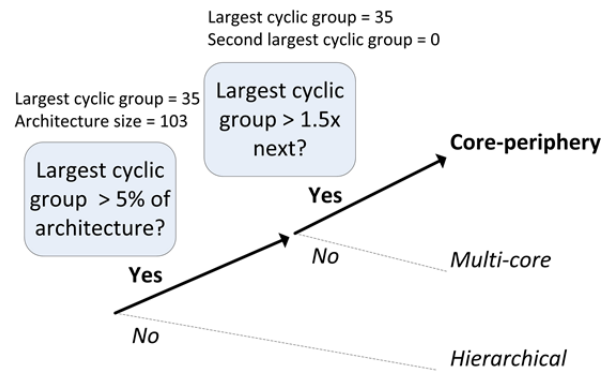 Largest cyclic group = 35
Second largest cyclic group = 0
Largest cyclic
group > 1.5x
next?
Largest cyclic group = 35
Architecture size = 103
Largest cyclic
group > 5% of
architecture?
Core-periphery
Yes
No
Multi-core
Yes
No
Hierarchical